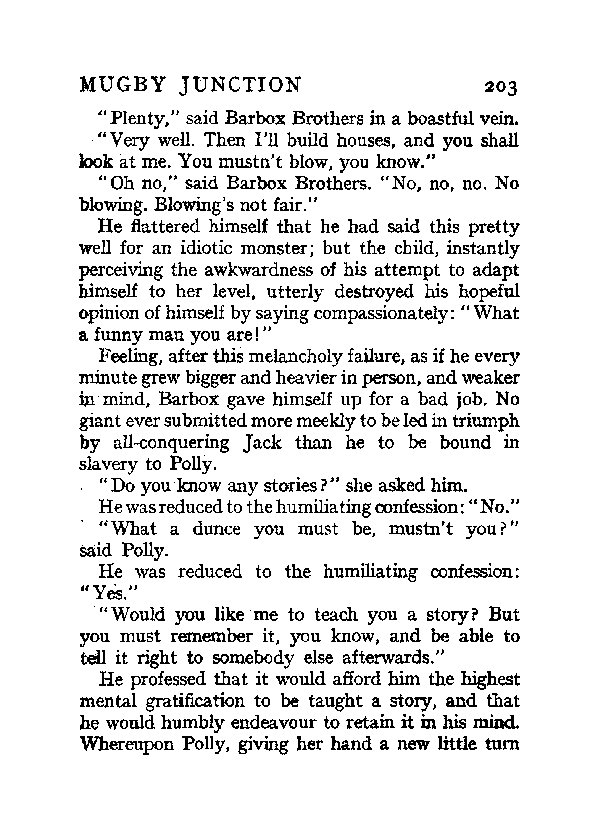 MUGBY JUNCTION 203
"Plenty," said Barbox Brothers in a boastful vein.
"Very well. Then I'll build houses, and you shall
look at me. You mustn't blow, you know."
"Oh no," said Barbox Brothers. "No, no, no. No
blowing. Blowing's not fair."
He flattered himself that he had said this pretty
well for an idiotic monster; but the child, instantly
perceiving the awkwardness of his attempt to adapt
himself to her level, utterly destroyed his hopeful
opinion of himself by saying compassionately: "What
a funny man you are!"
Feeling, after this melancholy failure, as if he every
minute grew bigger and heavier in person, and weaker
in mind, Barbox gave himself up for a bad job. No
giant ever submitted more meekly to be led in triumph
by all-conquering Jack than he to be bound in
slavery to Polly.
"Do you know any stories?" she asked him.
He was reduced to the humiliating confession: "No."
"What a dunce you must be, mustn't you?"
said Polly.
He was reduced to the humiliating confession:
"Yes."
"Would you like me to teach you a story? But
you must remember it, you know, and be able to
tell it right to somebody else afterwards."
He professed that it would afford him the highest
mental gratification to be taught a story, and that
he would humbly endeavour to retain it in his mind.
Whereupon Polly, giving her hand a new little turn